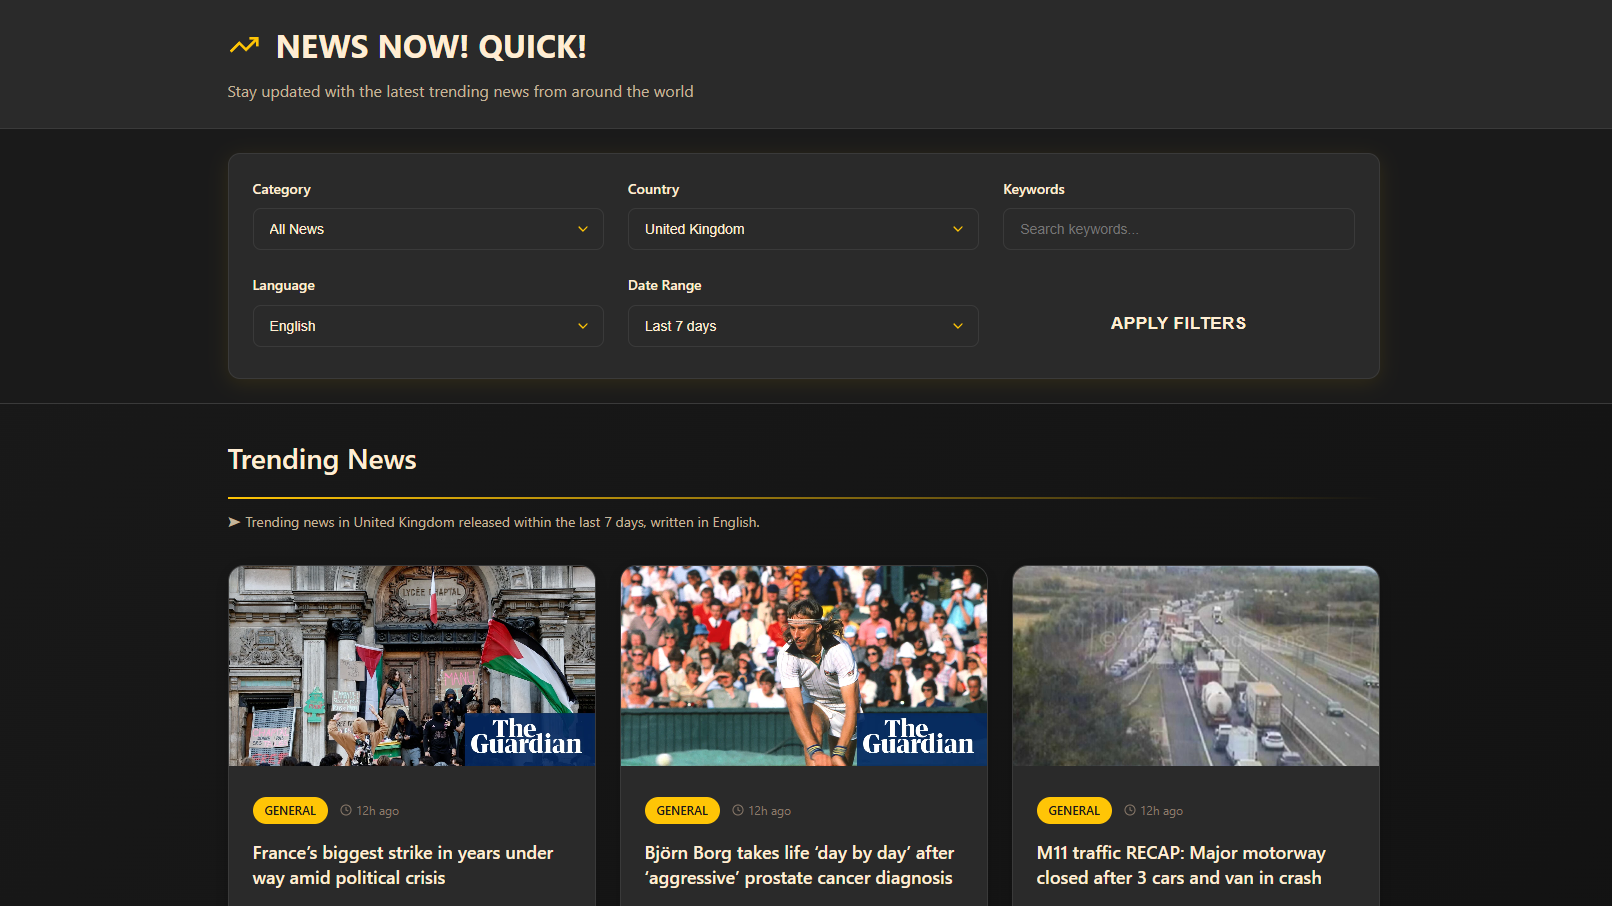 NEWS NOW! QUICK!
Stay updated with the latest trending news from around the world
Category
Country
Keywords
All News
United Kingdom
Search keywords...
Language
Date Range
English
Last 7 days
APPLY FILTERS
Trending News
➤ Trending news in United Kingdom released within the last 7 days, written in English.
LYCÉE CHAPTAL
The
Guardian
The
Guardian
GENERAL
12h ago
France’s biggest strike in years under
way amid political crisis
GENERAL
12h ago
Björn Borg takes life ‘day by day’ after
‘aggressive’ prostate cancer diagnosis
GENERAL
12h ago
M11 traffic RECAP: Major motorway
closed after 3 cars and van in crash